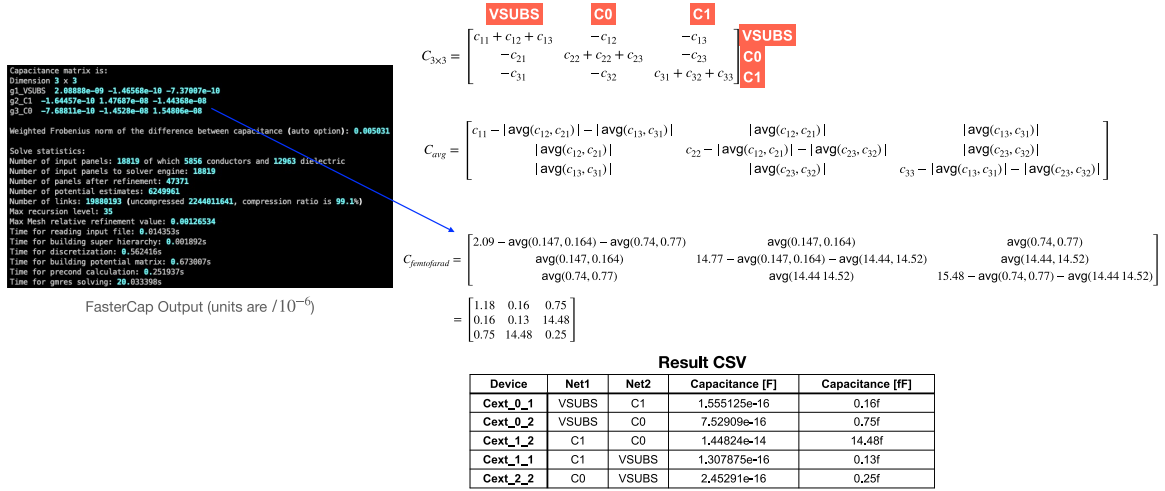 VSUBS C0 C1
C3×3 = [c11 + c12 + c13 −c12 −c13] VSUBS
[−c21 c22 + c22 + c23 −c23] C0
[−c31 −c32 c31 + c32 + c33] C1
Capacitance matrix is:
Dimension 3 x 3
g1_VSUBS 2.08888e-09 -1.46568e-10 -7.37007e-10
g2_C1 -1.64457e-10 1.47687e-08 -1.44368e-08
g3_C0 -7.68811e-10 -1.4528e-08 1.54806e-08
Weighted Frobenius norm of the difference between capacitance (auto option): 0.005031
Solve statistics:
Number of input panels: 18819 of which 5856 conductors and 12963 dielectric
Number of input panels to solver engine: 18819
Number of panels after refinement: 47371
Number of potential estimates: 6249961
Number of links: 19880193 (uncompressed 2244011641, compression ratio is 99.1%)
Max recursion level: 35
Max Mesh relative refinement value: 0.00126534
Time for reading input file: 0.014353s
Time for building super hierarchy: 0.001892s
Time for discretization: 0.562416s
Time for building potential matrix: 0.673007s
Time for precond calculation: 0.251937s
Time for gmres solving: 20.033398s
FasterCap Output (units are /10⁻⁶)
Cavg = [c11 − |avg(c12, c21)| − |avg(c13, c31)| |avg(c12, c21)| |avg(c13, c31)|]
[|avg(c12, c21)| c22 − |avg(c12, c21)| − |avg(c23, c32)| |avg(c23, c32)|]
[|avg(c13, c31)| |avg(c23, c32)| c33 − |avg(c13, c31)| − |avg(c23, c32)|]
Cfemtofarad = [2.09 − avg(0.147, 0.164) − avg(0.74, 0.77) avg(0.147, 0.164) avg(0.74, 0.77)]
[avg(0.147, 0.164) 14.77 − avg(0.147, 0.164) − avg(14.44, 14.52) avg(14.44, 14.52)]
[avg(0.74, 0.77) avg(14.44 14.52) 15.48 − avg(0.74, 0.77) − avg(14.44 14.52)]
= [1.18 0.16 0.75]
[0.16 0.13 14.48]
[0.75 14.48 0.25]
Result CSV
Device Net1 Net2 Capacitance [F] Capacitance [fF]
Cext_0_1 VSUBS C1 1.555125e-16 0.16f
Cext_0_2 VSUBS C0 7.52909e-16 0.75f
Cext_1_2 C1 C0 1.44824e-14 14.48f
Cext_1_1 C1 VSUBS 1.307875e-16 0.13f
Cext_2_2 C0 VSUBS 2.45291e-16 0.25f